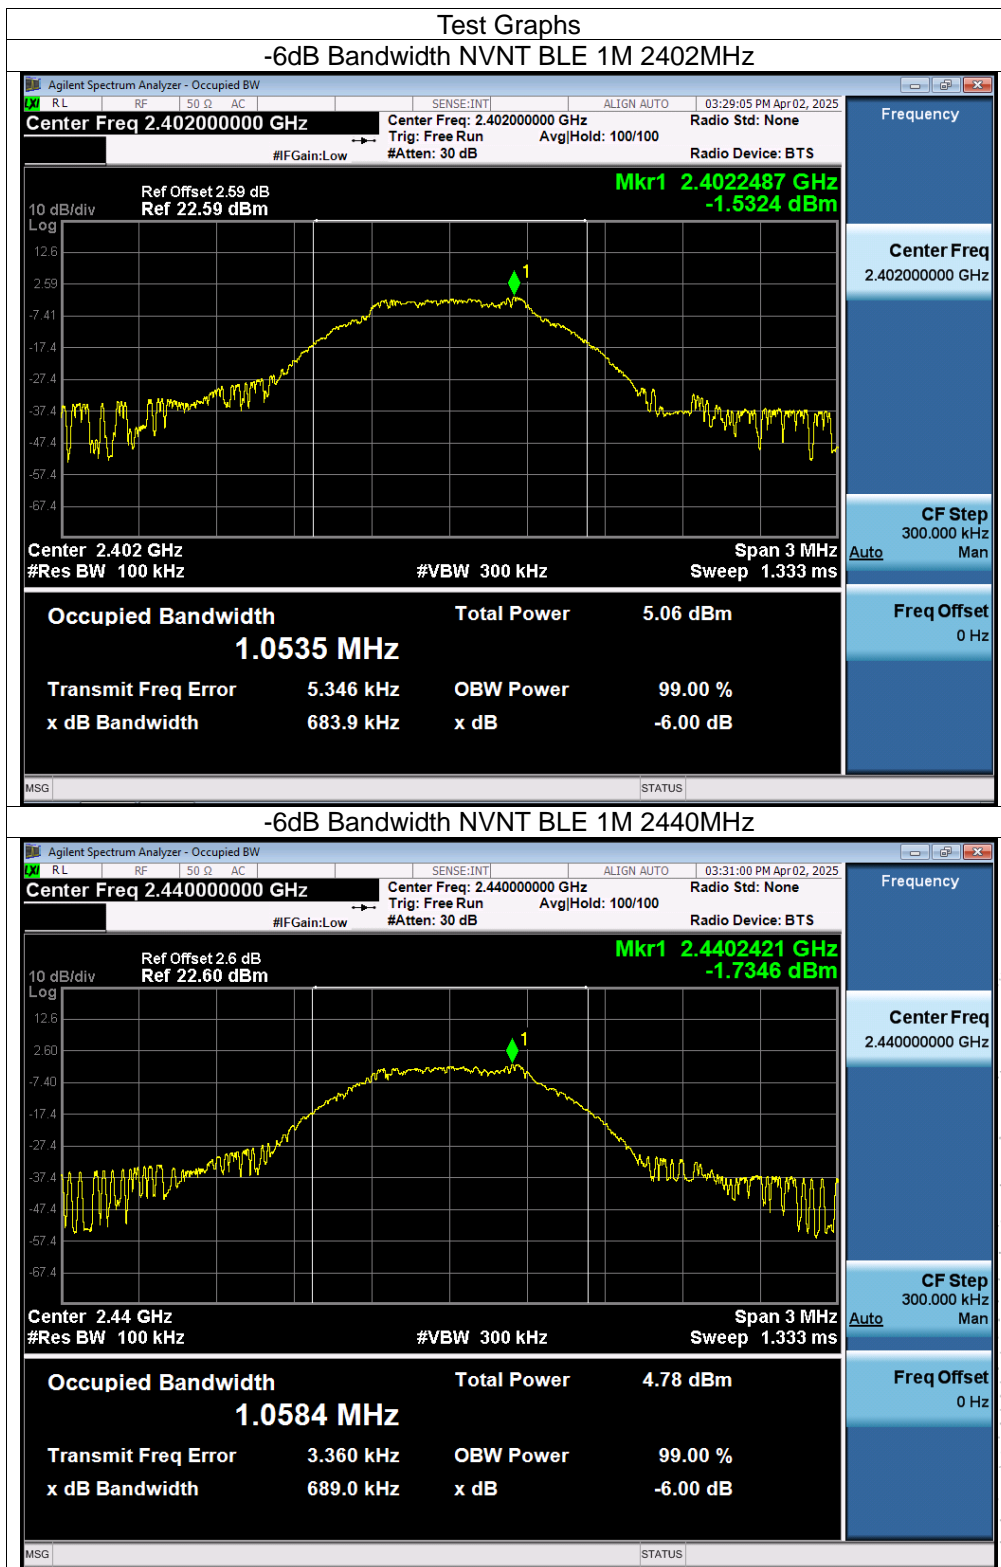 Test Graphs
-6dB Bandwidth NVNT BLE 1M 2402MHz
Agilent Spectrum Analyzer - Occupied BW
LXI RL RF 50 Ω AC SENSE:INT ALIGN AUTO 03:29:05 PM Apr 02, 2025
Center Freq 2.402000000 GHz
Center Freq: 2.402000000 GHz Radio Std: None
Trig: Free Run Avg|Hold: 100/100
#IFGain:Low #Atten: 30 dB Radio Device: BTS
Ref Offset 2.59 dB
10 dB/div Ref 22.59 dBm
Mkr1 2.4022487 GHz
-1.5324 dBm
Log
12.6
2.59
-7.41
-17.4
-27.4
-37.4
-47.4
-57.4
-67.4
1
Center 2.402 GHz Span 3 MHz
#Res BW 100 kHz #VBW 300 kHz Sweep 1.333 ms
Occupied Bandwidth Total Power 5.06 dBm
1.0535 MHz
Transmit Freq Error 5.346 kHz OBW Power 99.00 %
x dB Bandwidth 683.9 kHz x dB -6.00 dB
MSG STATUS
Frequency
Center Freq
2.402000000 GHz
CF Step
300.000 kHz
Auto Man
Freq Offset
0 Hz
-6dB Bandwidth NVNT BLE 1M 2440MHz
Agilent Spectrum Analyzer - Occupied BW
LXI RL RF 50 Ω AC SENSE:INT ALIGN AUTO 03:31:00 PM Apr 02, 2025
Center Freq 2.440000000 GHz
Center Freq: 2.440000000 GHz Radio Std: None
Trig: Free Run Avg|Hold: 100/100
#IFGain:Low #Atten: 30 dB Radio Device: BTS
Ref Offset 2.6 dB
10 dB/div Ref 22.60 dBm
Mkr1 2.4402421 GHz
-1.7346 dBm
Log
12.6
2.60
-7.40
-17.4
-27.4
-37.4
-47.4
-57.4
-67.4
1
Center 2.44 GHz Span 3 MHz
#Res BW 100 kHz #VBW 300 kHz Sweep 1.333 ms
Occupied Bandwidth Total Power 4.78 dBm
1.0584 MHz
Transmit Freq Error 3.360 kHz OBW Power 99.00 %
x dB Bandwidth 689.0 kHz x dB -6.00 dB
MSG STATUS
Frequency
Center Freq
2.440000000 GHz
CF Step
300.000 kHz
Auto Man
Freq Offset
0 Hz